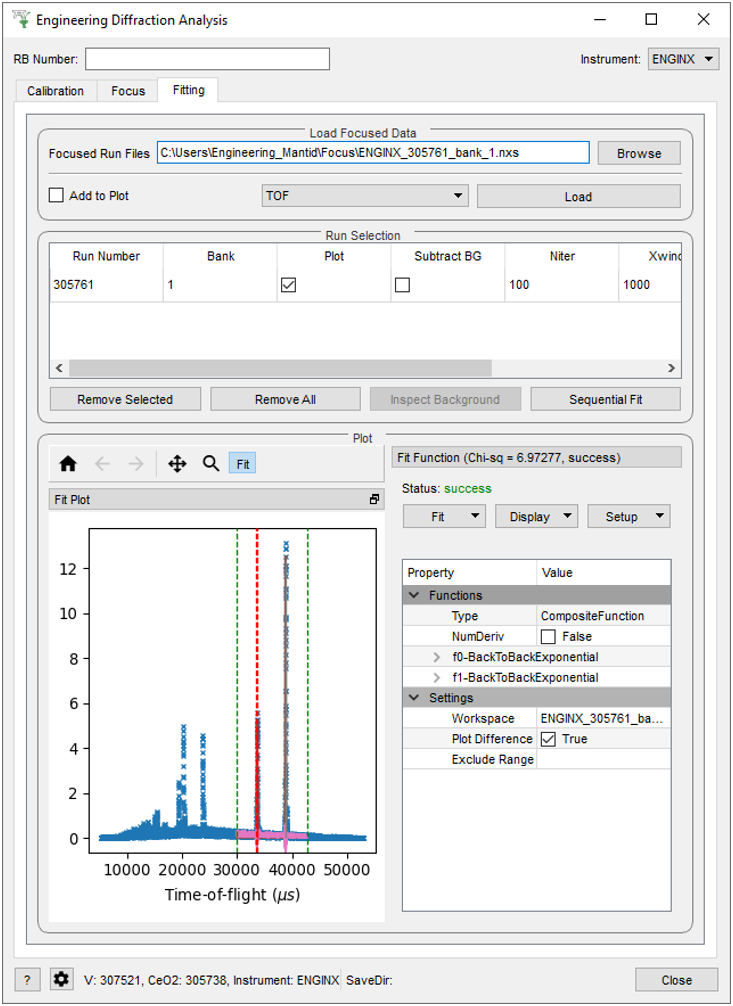 Engineering Diffraction Analysis
RB Number: Instrument: ENGINX
Calibration Focus Fitting
Load Focused Data
Focused Run Files C:\Users\Engineering_Mantid\Focus\ENGINX_305761_bank_1.nxs Browse
Add to Plot TOF Load
Run Selection
Run Number Bank Plot Subtract BG Niter Xwind
305761 1 100 1000
Remove Selected Remove All Inspect Background Sequential Fit
Plot
Fit
Fit Plot
12
10
8
6
4
2
0
10000 20000 30000 40000 50000
Time-of-flight (μs)
Fit Function (Chi-sq = 6.97277, success)
Status: success
Fit Display Setup
Property Value
Functions
Type CompositeFunction
NumDeriv False
f0-BackToBackExponential
f1-BackToBackExponential
Settings
Workspace ENGINX_305761_ba...
Plot Difference True
Exclude Range
? V: 307521, CeO2: 305738, Instrument: ENGINX SaveDir: Close